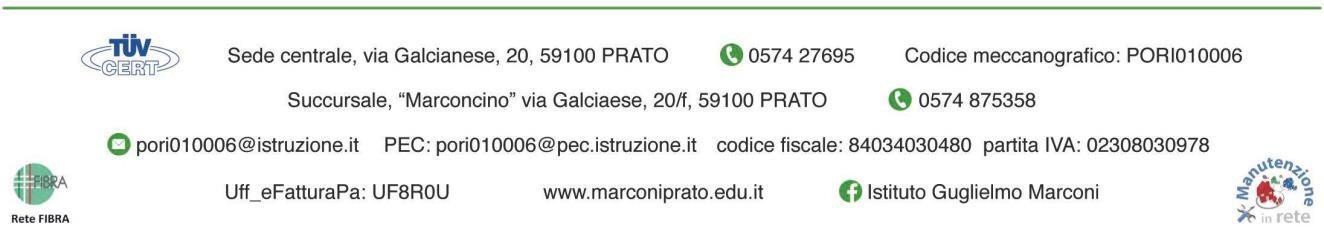 TÜV CERT
Sede centrale, via Galcianese, 20, 59100 PRATO 0574 27695 Codice meccanografico: PORI010006
Succursale, “Marconcino” via Galciaese, 20/f, 59100 PRATO 0574 875358
pori010006@istruzione.it PEC: pori010006@pec.istruzione.it codice fiscale: 84034030480 partita IVA: 02308030978
FIBRA
Rete FIBRA
Uff_eFatturaPa: UF8R0U www.marconiprato.edu.it Istituto Guglielmo Marconi
Manutenzione
in rete